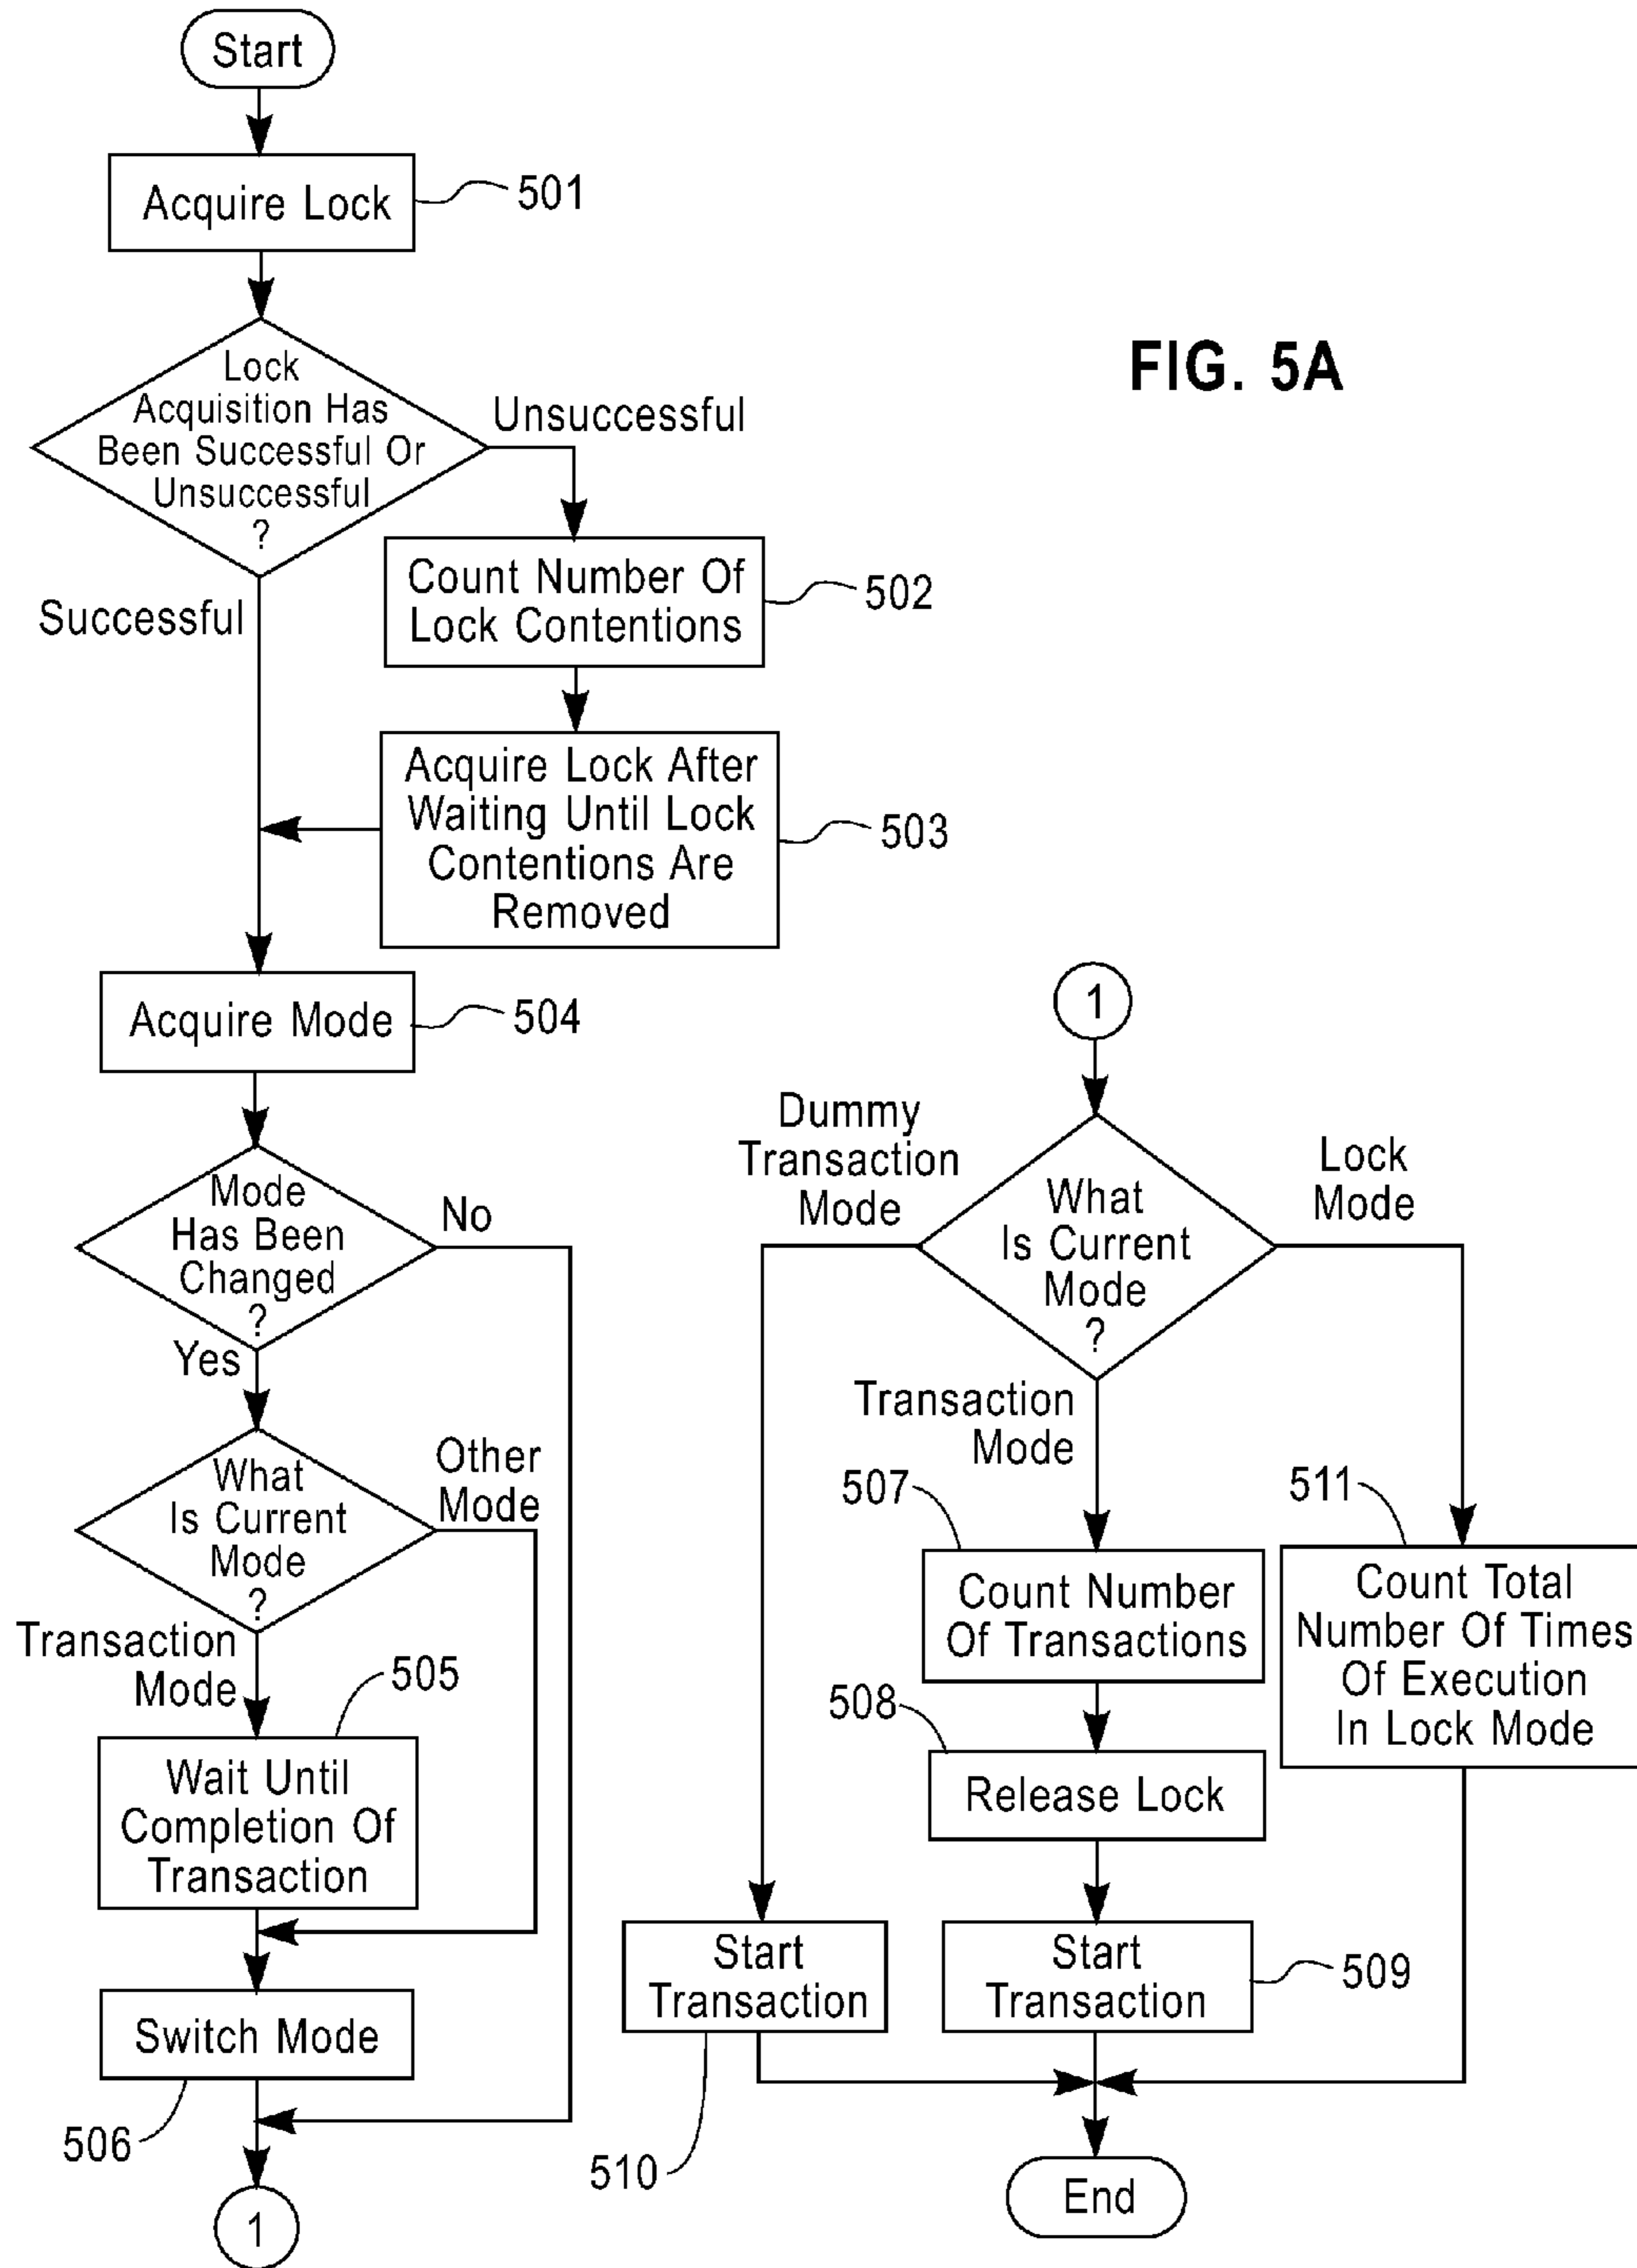 Start
Acquire Lock
501
FIG. 5A
Lock
Acquisition Has
Been Successful Or
Unsuccessful
?
Unsuccessful
Successful
Count Number Of
Lock Contentions
502
Acquire Lock After
Waiting Until Lock
Contentions Are
Removed
503
Acquire Mode
504
Mode
Has Been
Changed
?
No
Yes
What
Is Current
Mode
?
Other
Mode
Transaction
Mode
505
Wait Until
Completion Of
Transaction
Switch Mode
506
1
1
What
Is Current
Mode
?
Dummy
Transaction
Mode
Lock
Mode
Transaction
Mode
507
Count Number
Of Transactions
511
Count Total
Number Of Times
Of Execution
In Lock Mode
508
Release Lock
Start
Transaction
510
Start
Transaction
509
End